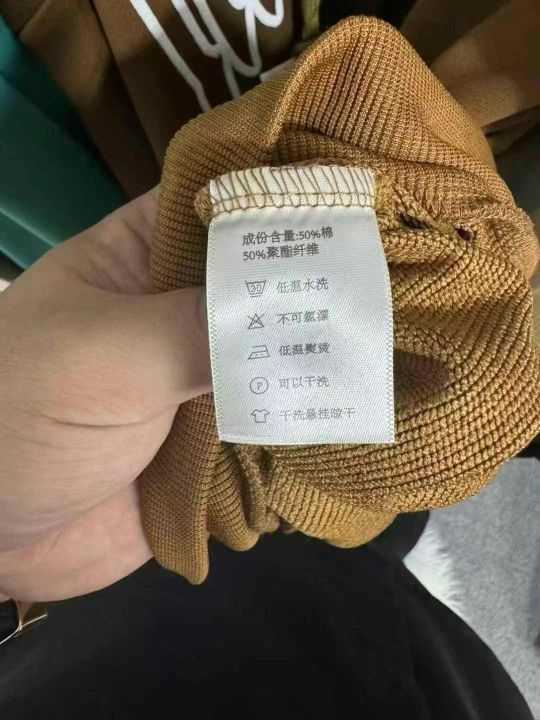 成份含量:50%棉
50%聚酯纤维
30 低温水洗
不可氯漂
低温熨烫
P 可以干洗
干洗悬挂晾干